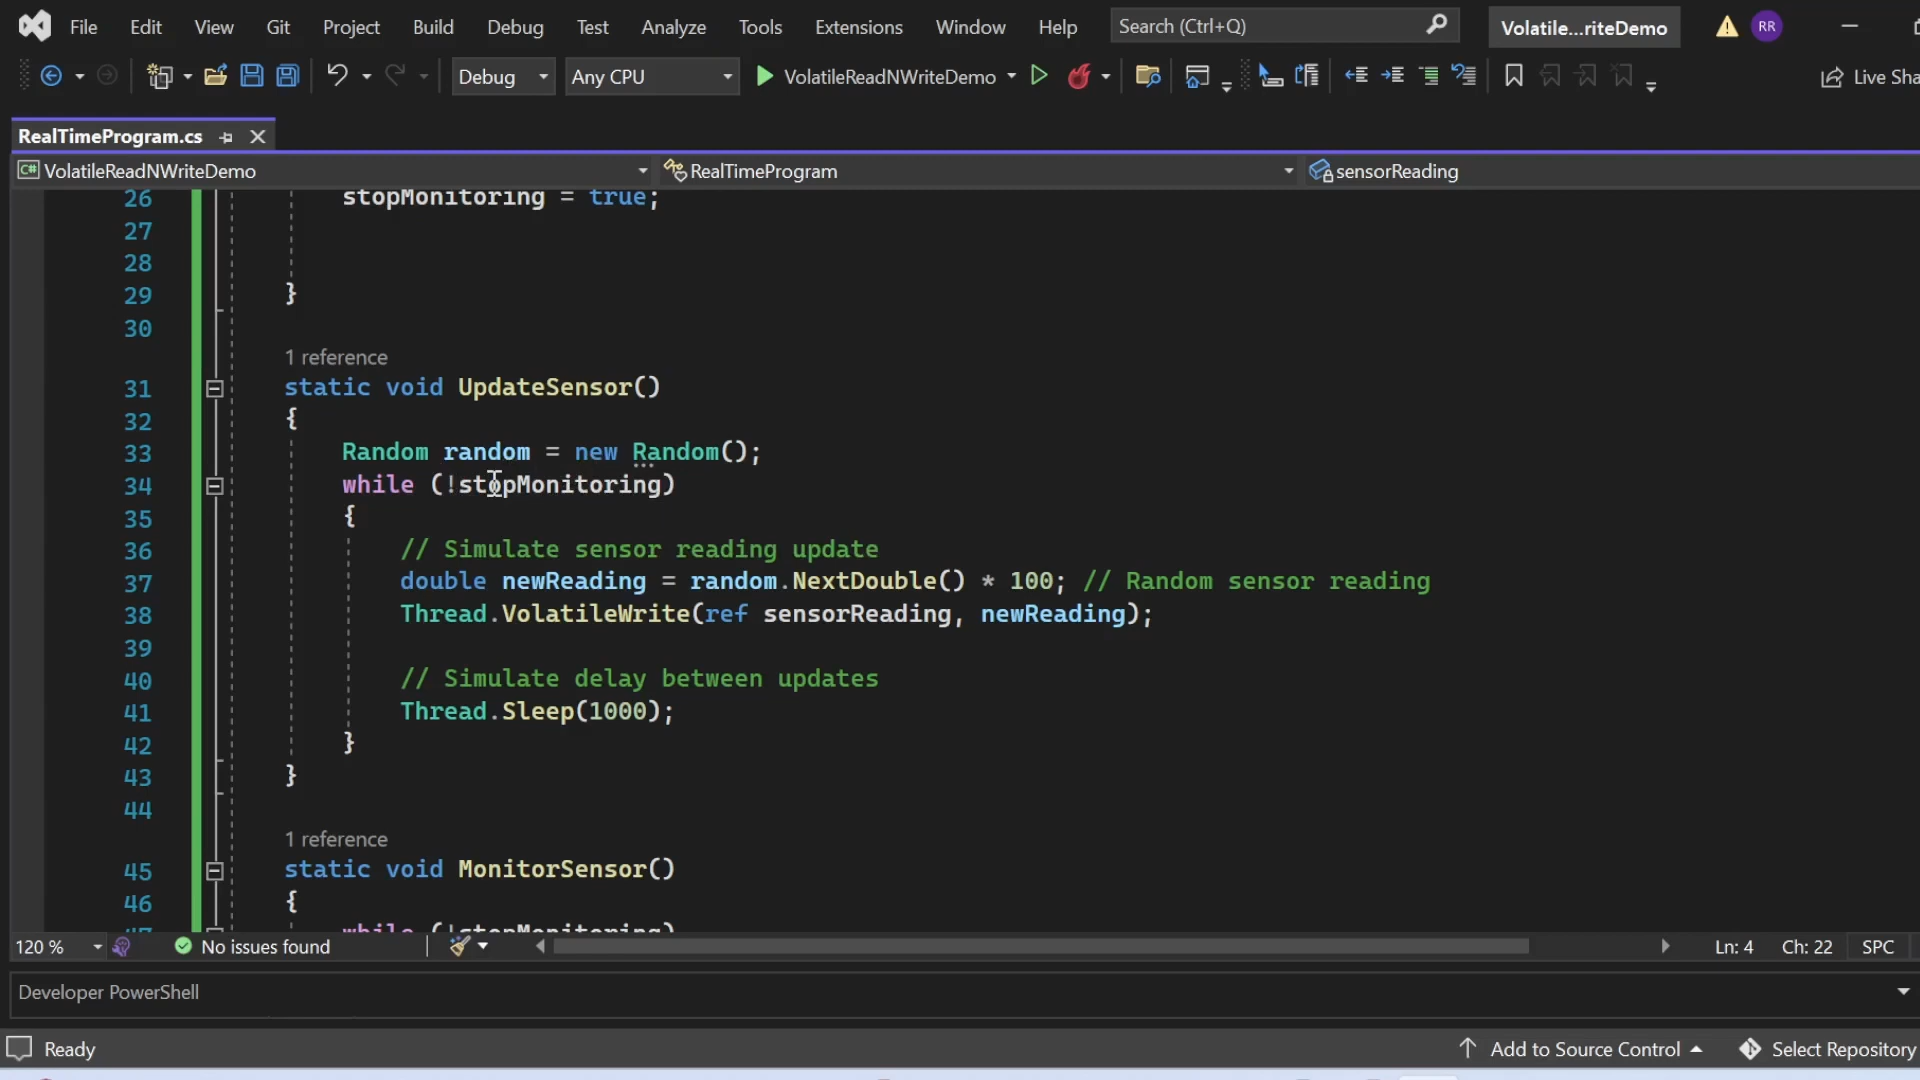 File Edit View Git Project Build Debug Test Analyze Tools Extensions Window Help Search (Ctrl+Q) Volatile...riteDemo RR
Debug Any CPU VolatileReadNWriteDemo Live Sha
RealTimeProgram.cs
C# VolatileReadNWriteDemo RealTimeProgram sensorReading
26 stopMonitoring = true;
27
28
29 }
30
1 reference
31 static void UpdateSensor()
32 {
33 Random random = new Random();
34 while (!stopMonitoring)
35 {
36 // Simulate sensor reading update
37 double newReading = random.NextDouble() * 100; // Random sensor reading
38 Thread.VolatileWrite(ref sensorReading, newReading);
39
40 // Simulate delay between updates
41 Thread.Sleep(1000);
42 }
43 }
44
1 reference
45 static void MonitorSensor()
46 {
47 while (!stopMonitoring)
120 % No issues found Ln: 4 Ch: 22 SPC
Developer PowerShell
Ready Add to Source Control Select Repository